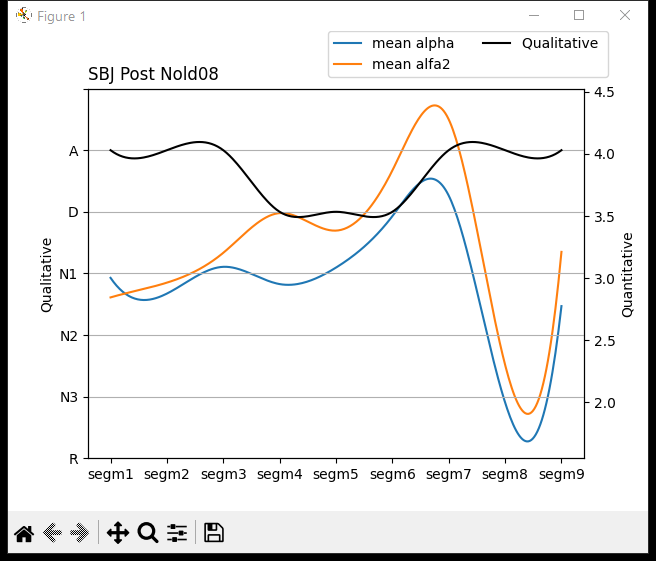 Figure 1
mean alpha
mean alfa2
Qualitative
SBJ Post Nold08
A
D
N1
N2
N3
R
Qualitative
4.5
4.0
3.5
3.0
2.5
2.0
Quantitative
segm1 segm2 segm3 segm4 segm5 segm6 segm7 segm8 segm9